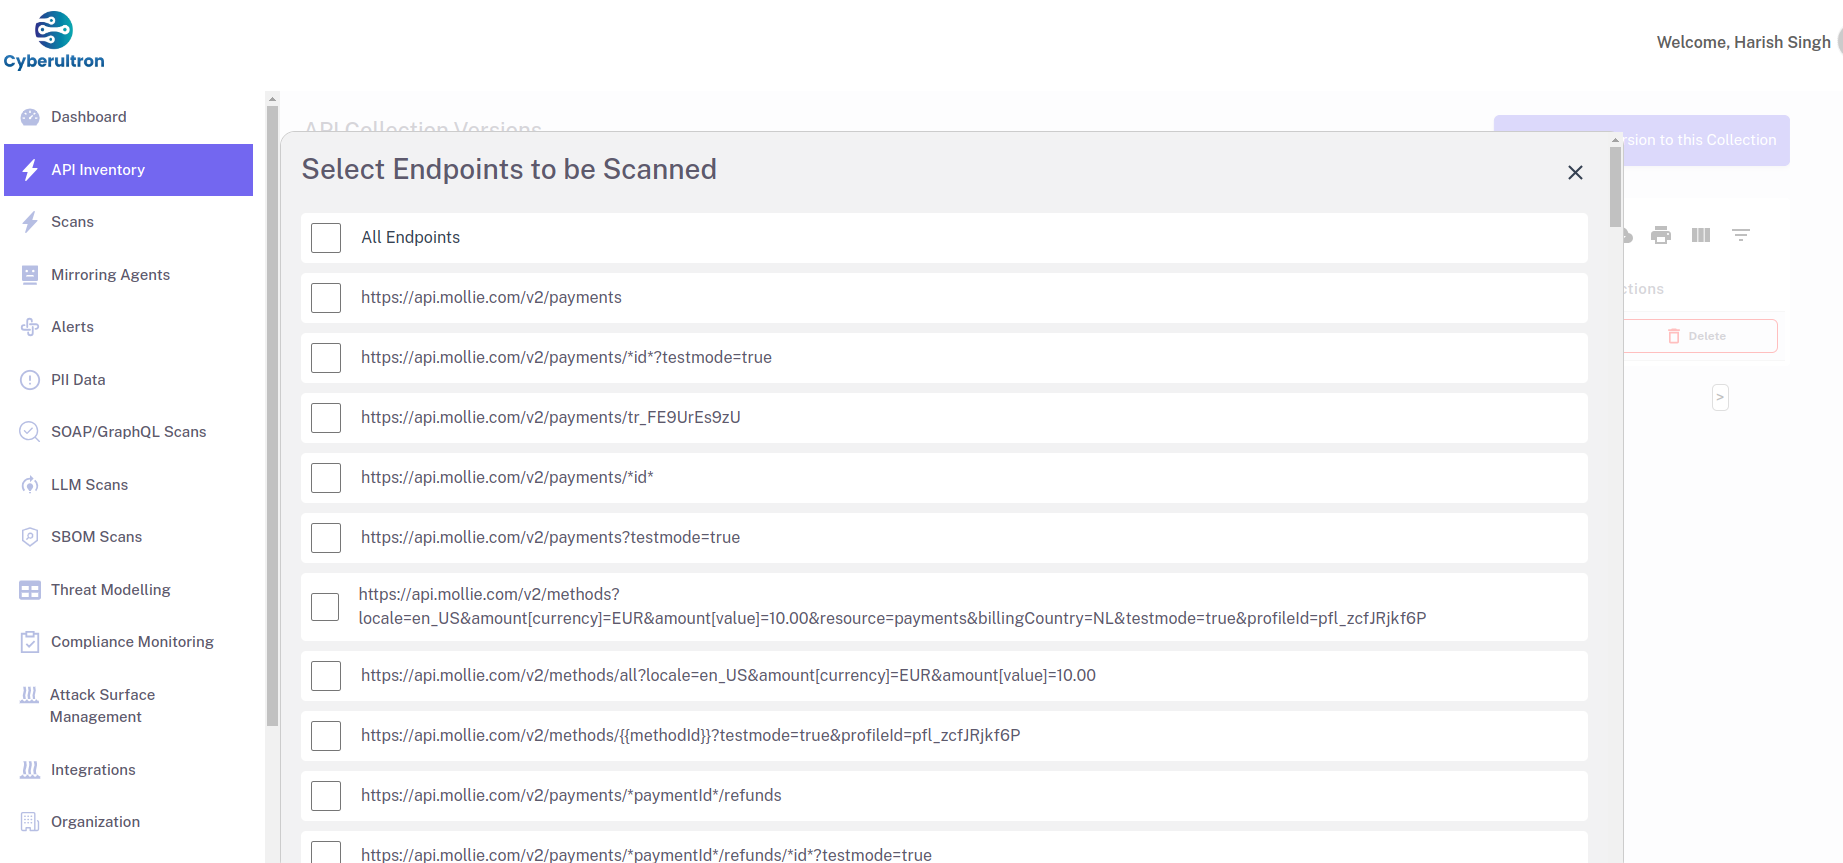 Cyberultron
Welcome, Harish Singh
Dashboard
API Inventory
Scans
Mirroring Agents
Alerts
PII Data
SOAP/GraphQL Scans
LLM Scans
SBOM Scans
Threat Modelling
Compliance Monitoring
Attack Surface
Management
Integrations
Organization
API Collection Versions
rsion to this Collection
Select Endpoints to be Scanned
All Endpoints
https://api.mollie.com/v2/payments
https://api.mollie.com/v2/payments/*id*?testmode=true
https://api.mollie.com/v2/payments/tr_FE9UrEs9zU
https://api.mollie.com/v2/payments/*id*
https://api.mollie.com/v2/payments?testmode=true
https://api.mollie.com/v2/methods?
locale=en_US&amount[currency]=EUR&amount[value]=10.00&resource=payments&billingCountry=NL&testmode=true&profileId=pfl_zcfJRjkf6P
https://api.mollie.com/v2/methods/all?locale=en_US&amount[currency]=EUR&amount[value]=10.00
https://api.mollie.com/v2/methods/{{methodId}}?testmode=true&profileId=pfl_zcfJRjkf6P
https://api.mollie.com/v2/payments/*paymentId*/refunds
https://api.mollie.com/v2/payments/*paymentId*/refunds/*id*?testmode=true
ctions
Delete
>